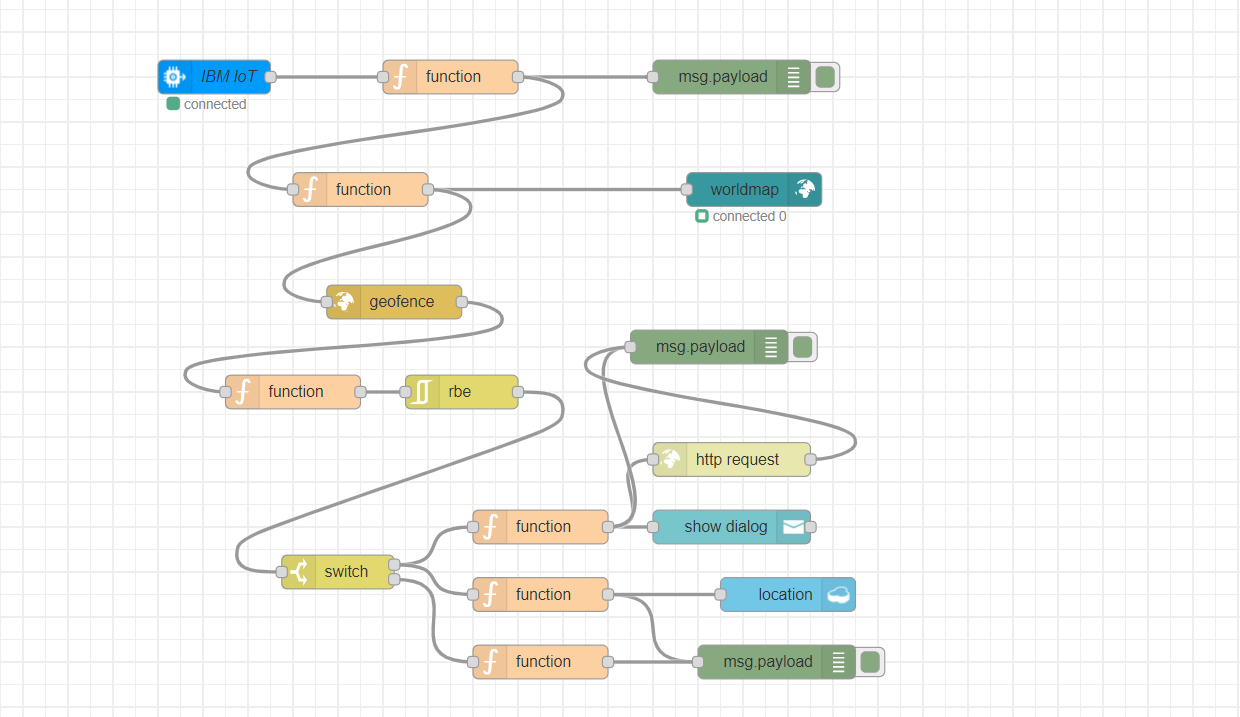 IBM IoT
function
msg.payload
connected
function
worldmap
connected 0
geofence
msg.payload
function
rbe
http request
function
show dialog
switch
function
location
function
msg.payload